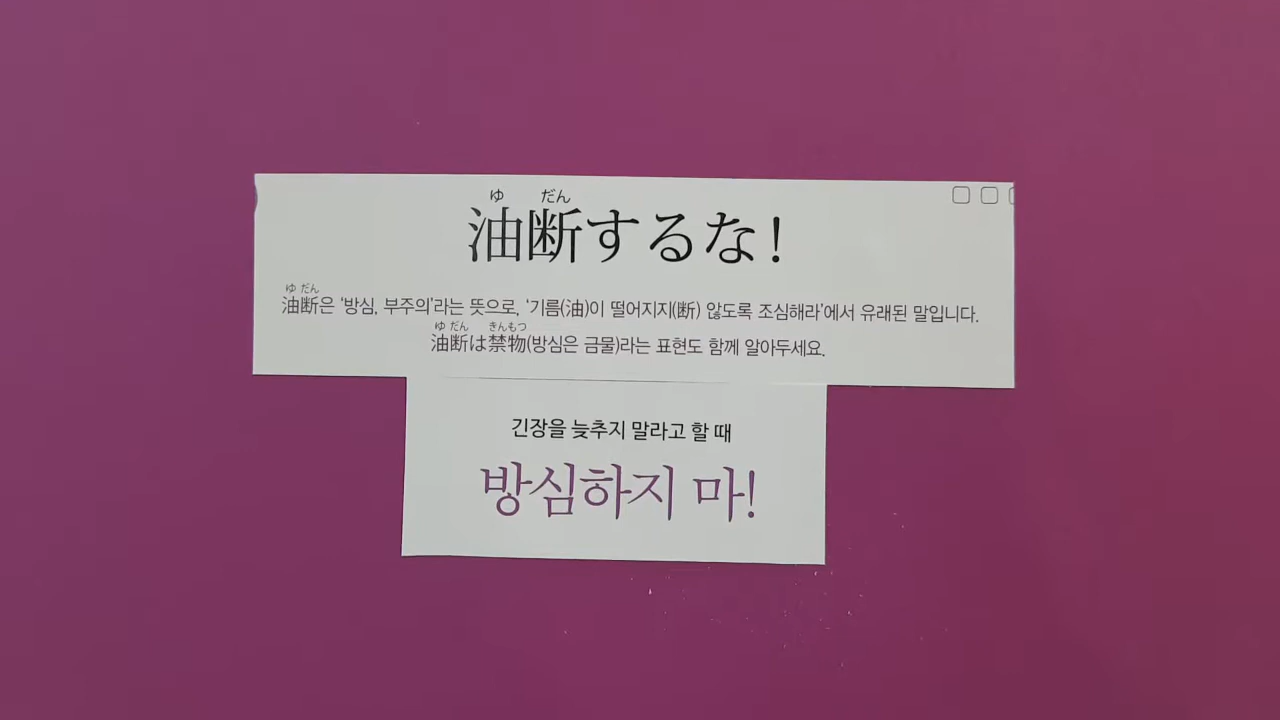 ゆ だん
油断するな!
ゆ だん
油断은 ‘방심, 부주의’라는 뜻으로, ‘기름(油)이 떨어지지(断) 않도록 조심해라’에서 유래된 말입니다.
ゆ だん きんもつ
油断は禁物(방심은 금물)라는 표현도 함께 알아두세요.
긴장을 늦추지 말라고 할 때
방심하지 마!